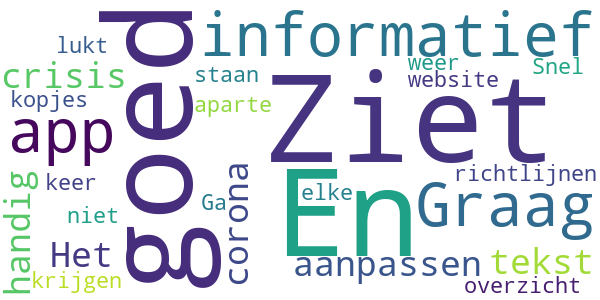 lukt
goed
informatief
crisis
staan
weer
website
Snel
kopjes
aparte
app
Ziet
keer
corona
richtlijnen
elke
En
Graag
handig
niet
Ga
Het
aanpassen
tekst
krijgen
overzicht